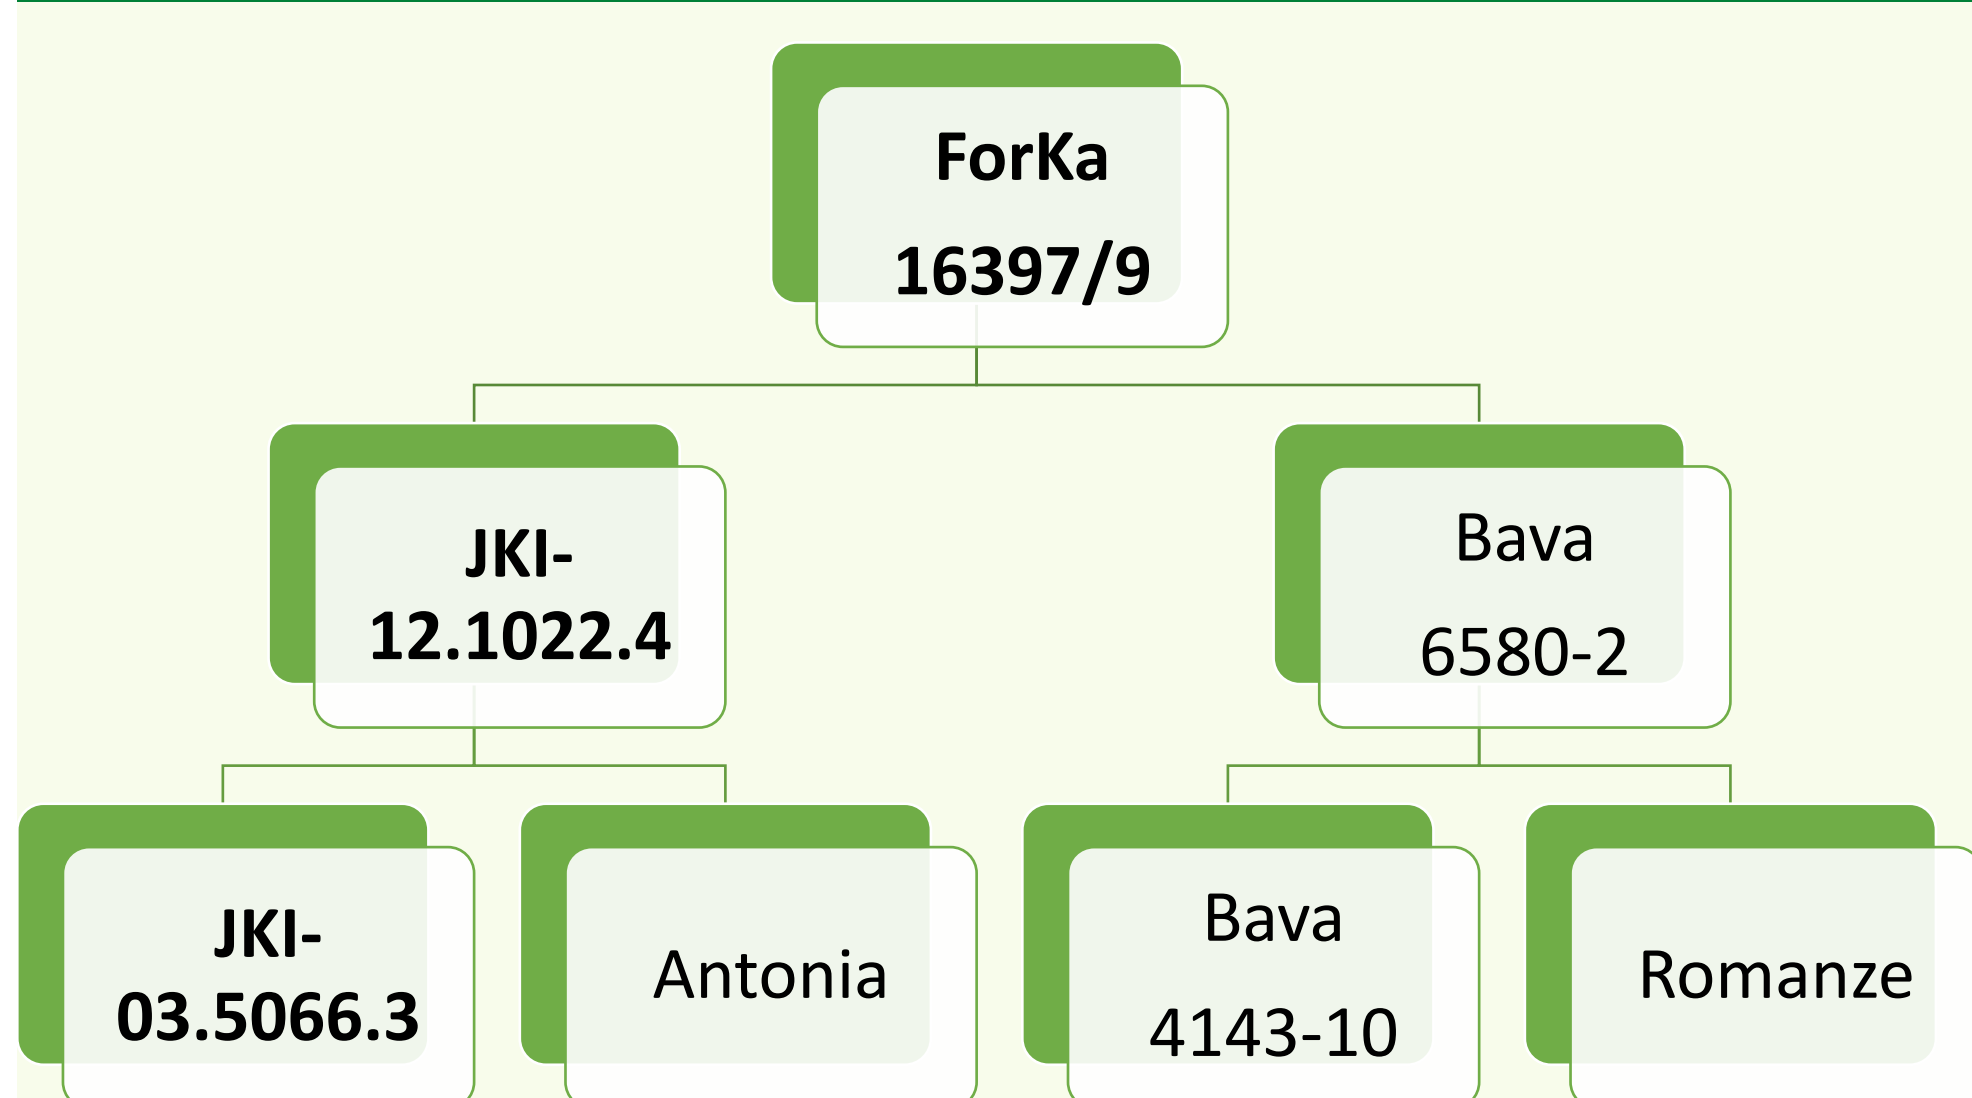 ForKa
16397/9
JKI-
12.1022.4
Bava
6580-2
JKI-
03.5066.3
Antonia
Bava
4143-10
Romanze